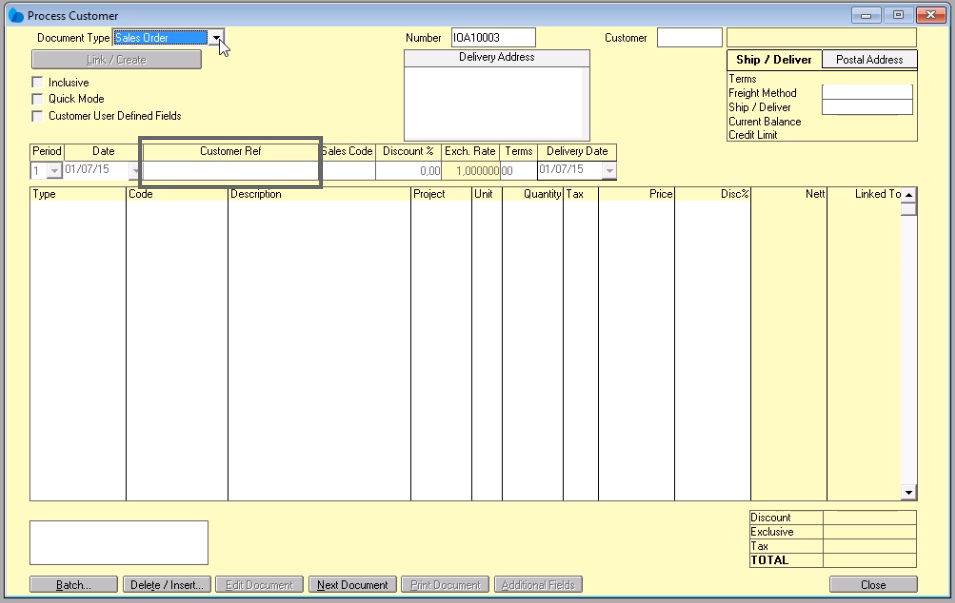 Process Customer
Document Type Sales Order Number IOA10003 Customer
Link / Create Delivery Address Ship / Deliver Postal Address
Inclusive
Quick Mode
Customer User Defined Fields
Terms
Freight Method
Ship / Deliver
Current Balance
Credit Limit
Period Date Customer Ref Sales Code Discount % Exch. Rate Terms Delivery Date
1 01/07/15 0,00 1,000000 00 01/07/15
Type Code Description Project Unit Quantity Tax Price Disc% Nett Linked To
Discount
Exclusive
Tax
TOTAL
Batch... Delete / Insert... Edit Document Next Document Print Document Additional Fields Close